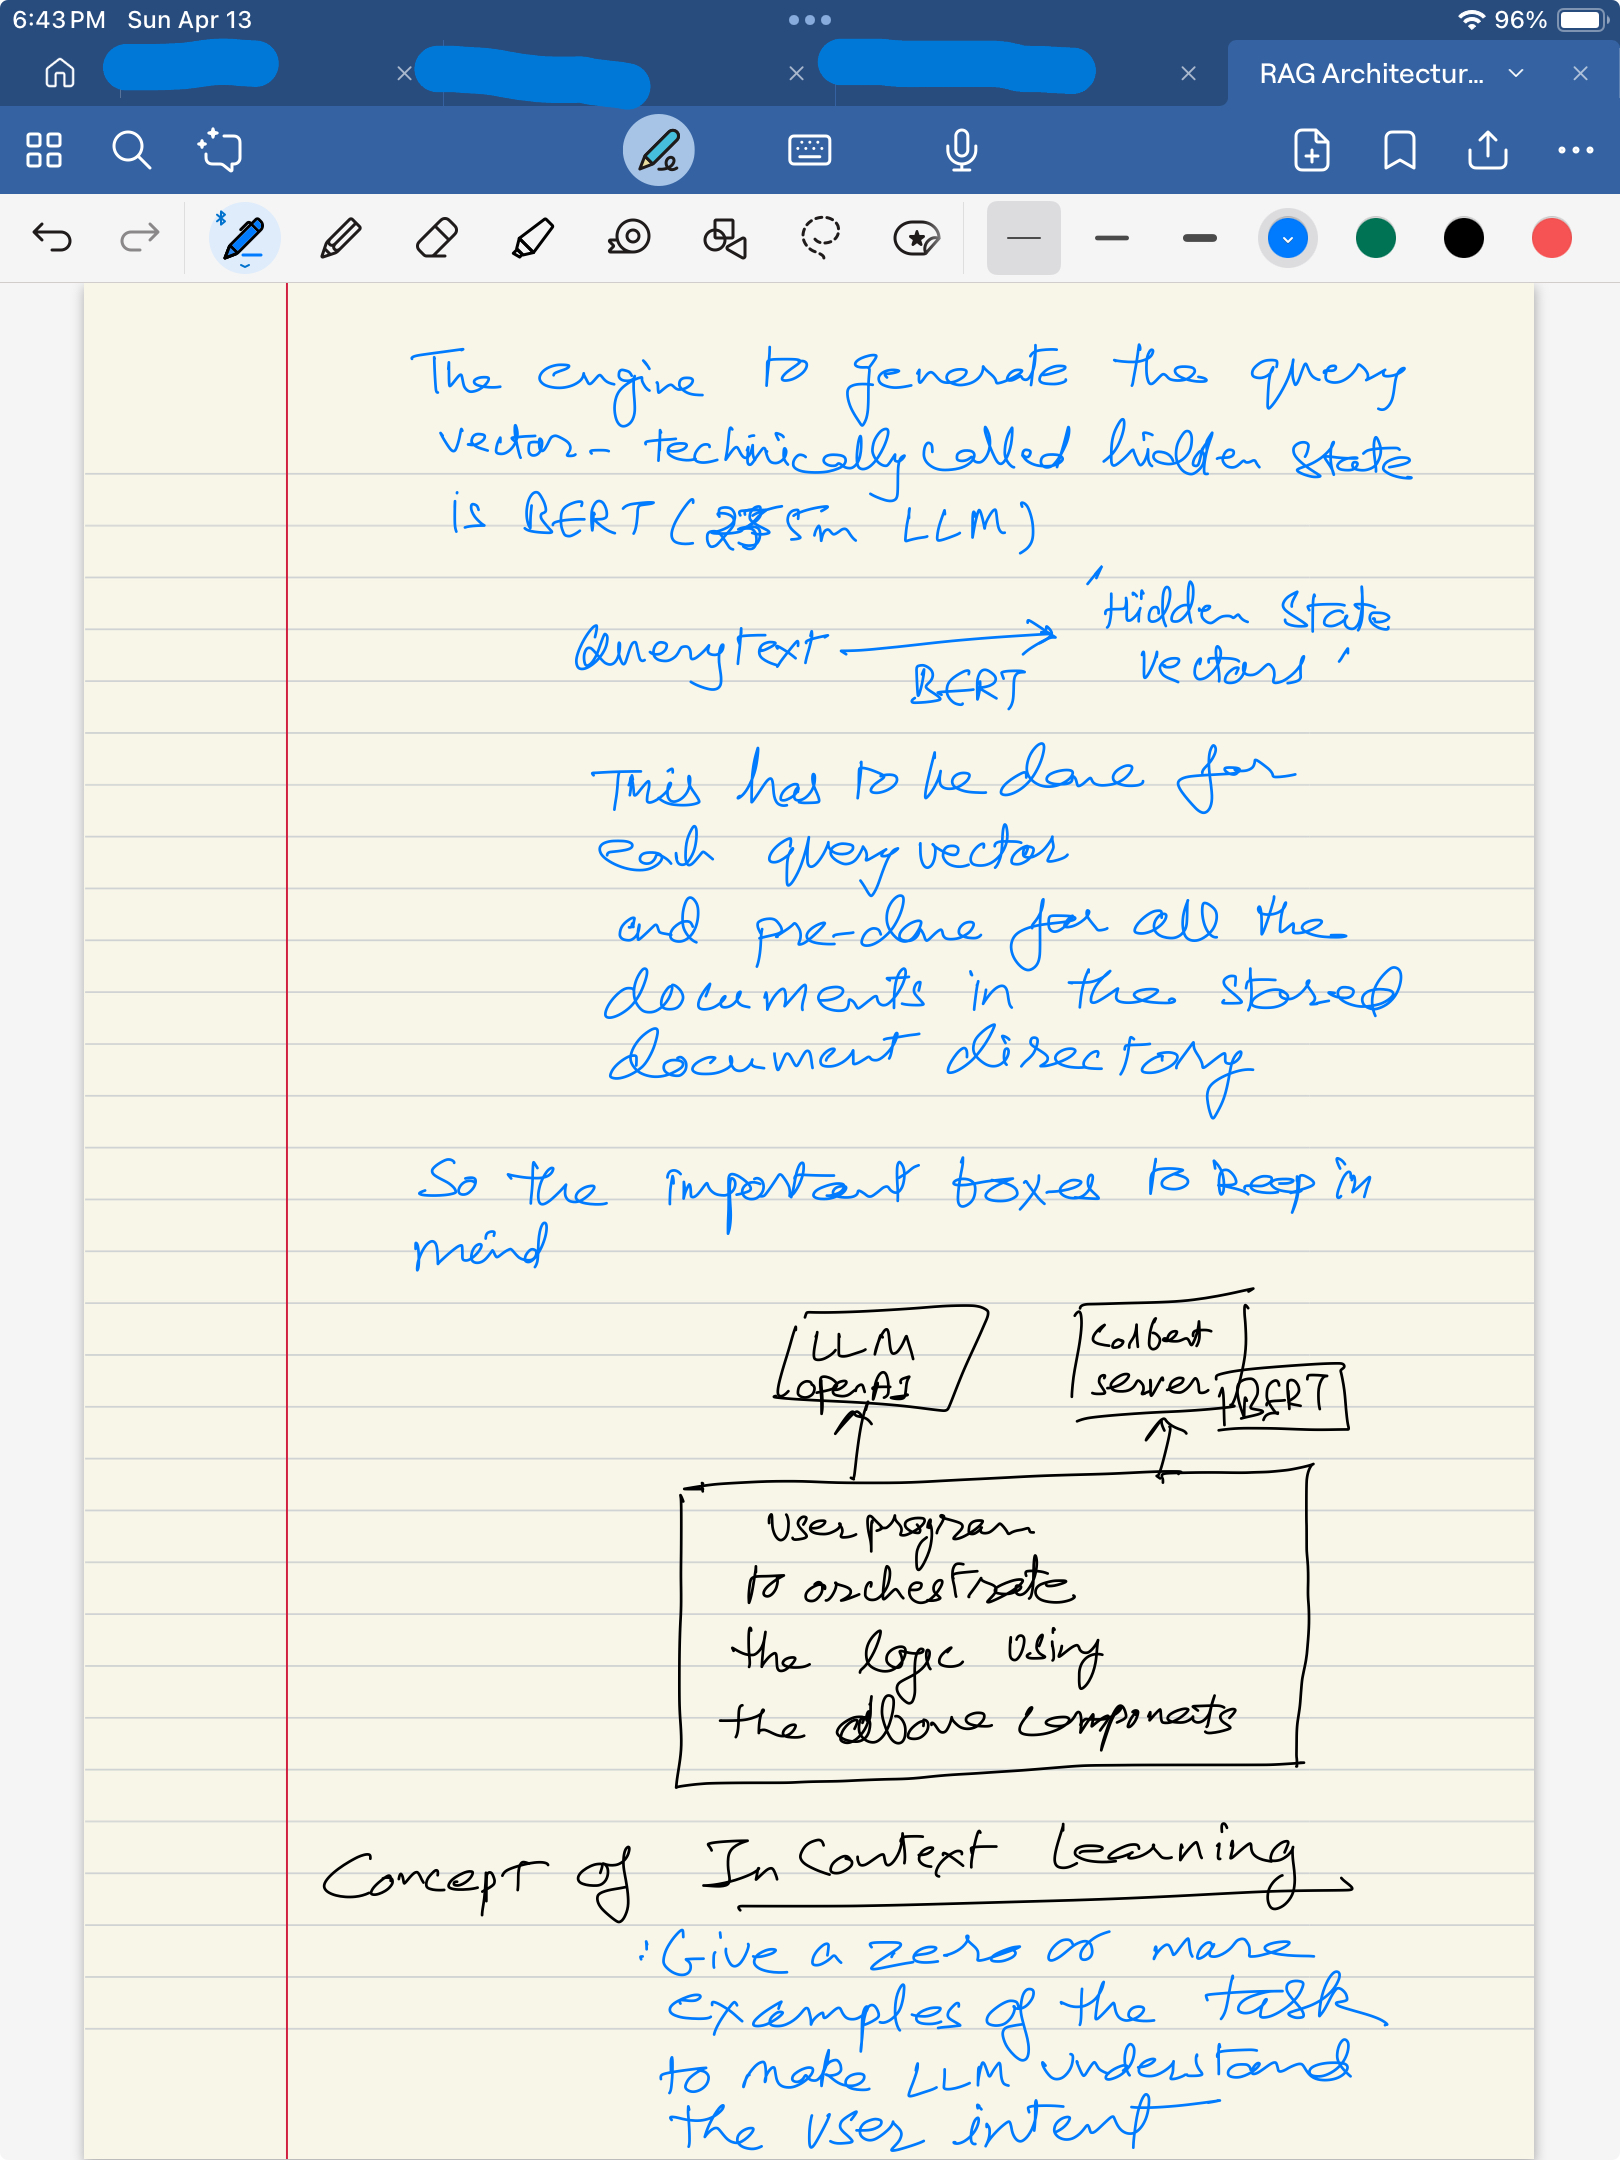 6:43 PM Sun Apr 13
96%
RAG Architectur...
The engine to generate the query
vector - technically called hidden state
is BERT ( 5m LLM)
'Hidden State
Query text
vectors'
BERT
This has to be done for
each query vector
and pre-done for all the
documents in the stored
document directory
So the important boxes to keep in
mind
LLM
openAI
Colbert
server
BERT
User program
to orchestrate
the logic using
the above components
Concept of In Context Learning
: Give a zero or more
examples of the task
to make LLM understand
the user intent